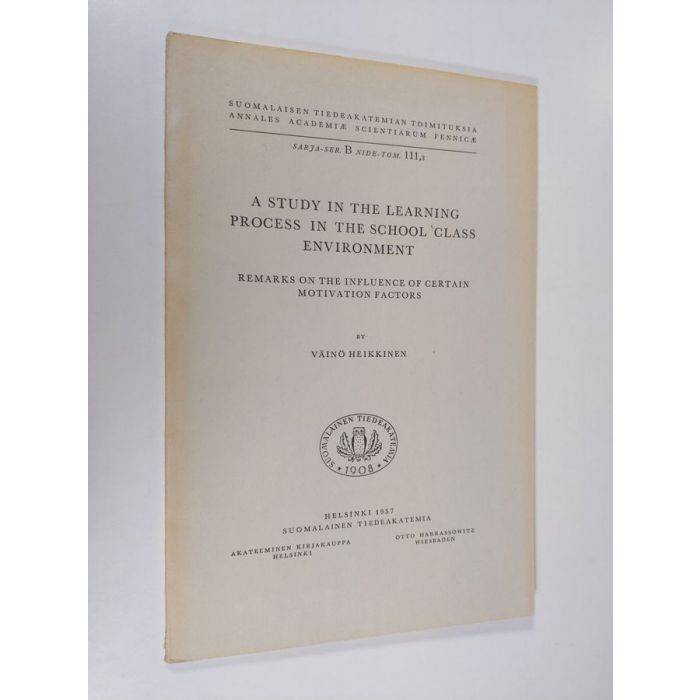 SUOMALAISEN TIEDEAKATEMIAN TOIMITUKSIA
ANNALES ACADEMIÆ SCIENTIARUM FENNICÆ
SARJA-SER. B NIDE-TOM. 111,3
A STUDY IN THE LEARNING
PROCESS IN THE SCHOOL CLASS
ENVIRONMENT
REMARKS ON THE INFLUENCE OF CERTAIN
MOTIVATION FACTORS
BY
VÄINÖ HEIKKINEN
SUOMALAINEN TIEDEAKATEMIA
* 1908 *
HELSINKI 1957
SUOMALAINEN TIEDEAKATEMIA
AKATEEMINEN KIRJAKAUPPA
HELSINKI
OTTO HARRASSOWITZ
WIESBADEN